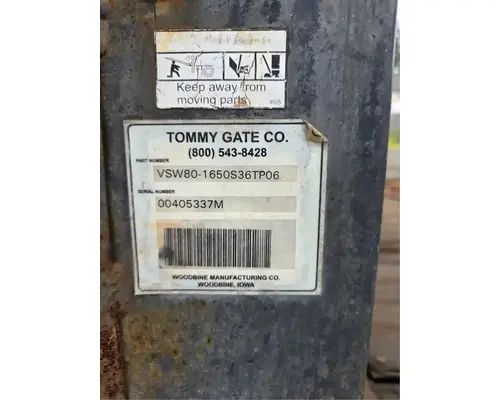 Keep away from
moving parts
TOMMY GATE CO.
(800) 543-8428
PART NUMBER
VSW80-1650S36TP06
SERIAL NUMBER
00405337M
WOODBINE MANUFACTURING CO.
WOODBINE, IOWA